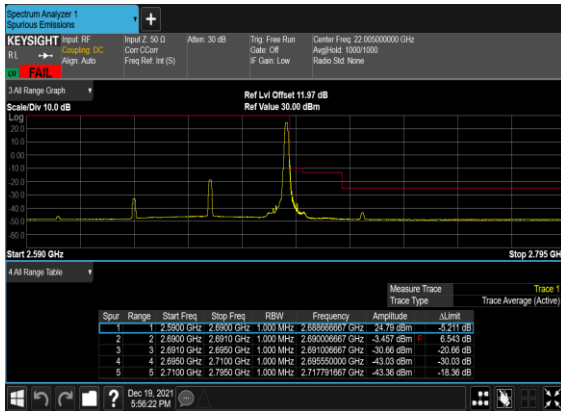 Spectrum Analyzer 1
Spurious Emissions
KEYSIGHT Input: RF Input Z: 50 Ω Atten: 30 dB Trig: Free Run Center Freq: 22.005000000 GHz
RL Coupling: DC Corr CCorr Gate: Off Avg|Hold: 1000/1000
Align: Auto Freq Ref: Int (S) IF Gain: Low Radio Std: None
FAIL
3 All Range Graph
Ref Lvl Offset 11.97 dB
Scale/Div 10.0 dB Ref Value 30.00 dBm
Log
20.0
10.0
0.00
-10.0
-20.0
-30.0
-40.0
-50.0
-60.0
Start 2.590 GHz Stop 2.795 GH
4 All Range Table
Measure Trace Trace 1
Trace Type Trace Average (Active)
Spur Range Start Freq Stop Freq RBW Frequency Amplitude ΔLimit
1 1 2.5900 GHz 2.6900 GHz 1.000 MHz 2.688666667 GHz 24.79 dBm -5.211 dB
2 2 2.6900 GHz 2.6910 GHz 1.000 MHz 2.690006667 GHz -3.457 dBm F 6.543 dB
3 3 2.6910 GHz 2.6950 GHz 1.000 MHz 2.691006667 GHz -30.66 dBm -20.66 dB
4 4 2.6950 GHz 2.7100 GHz 1.000 MHz 2.695550000 GHz -43.03 dBm -30.03 dB
5 5 2.7100 GHz 2.7950 GHz 1.000 MHz 2.717791667 GHz -43.36 dBm -18.36 dB
Dec 19, 2021
5:56:22 PM